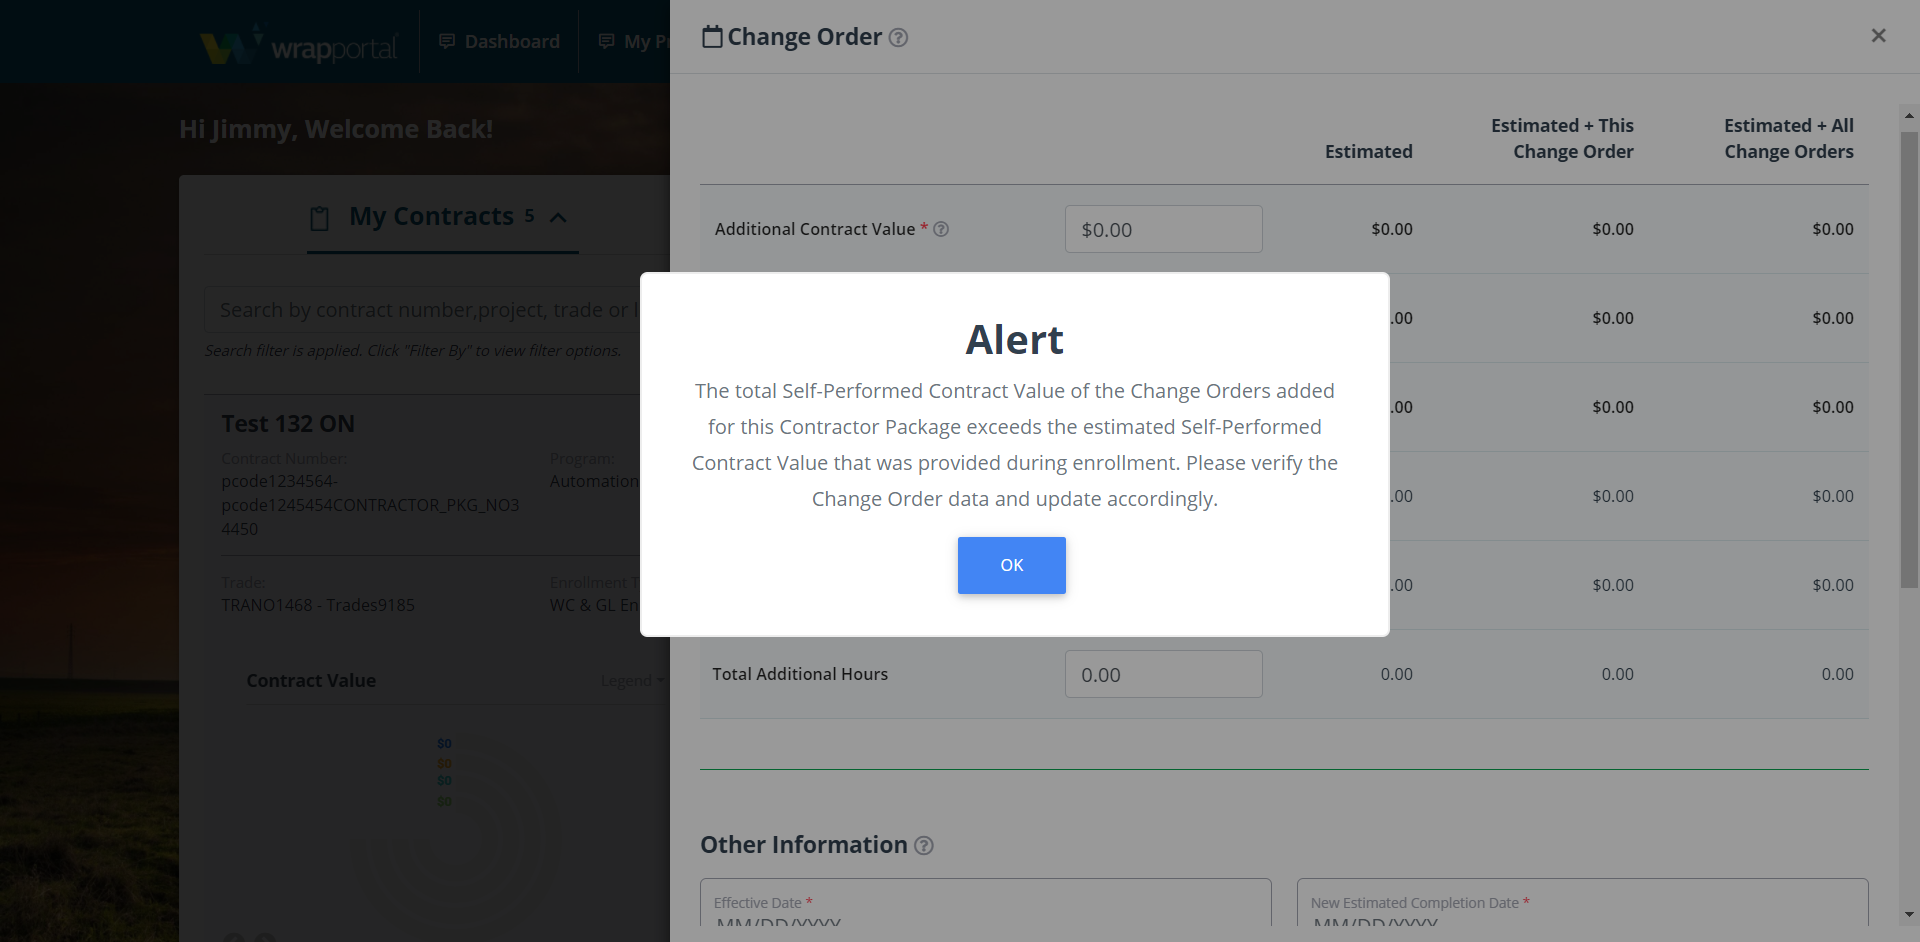 wrapportal
Dashboard
My Pr
Hi Jimmy, Welcome Back!
My Contracts 5
Search by contract number,project, trade or l
Search filter is applied. Click "Filter By" to view filter options.
Test 132 ON
Contract Number:
pcode1234564-
pcode1245454CONTRACTOR_PKG_NO3
4450
Program:
Automation
Trade:
TRANO1468 - Trades9185
Enrollment T
WC & GL En
Contract Value
Legend
$0
$0
$0
$0
Change Order
Estimated
Estimated + This
Change Order
Estimated + All
Change Orders
Additional Contract Value * $0.00 $0.00 $0.00 $0.00
.00 $0.00 $0.00
.00 $0.00 $0.00
.00 $0.00 $0.00
.00 $0.00 $0.00
Total Additional Hours 0.00 0.00 0.00 0.00
Alert
The total Self-Performed Contract Value of the Change Orders added
for this Contractor Package exceeds the estimated Self-Performed
Contract Value that was provided during enrollment. Please verify the
Change Order data and update accordingly.
OK
Other Information
Effective Date *
MM/DD/YYYY
New Estimated Completion Date *
MM/DD/YYYY